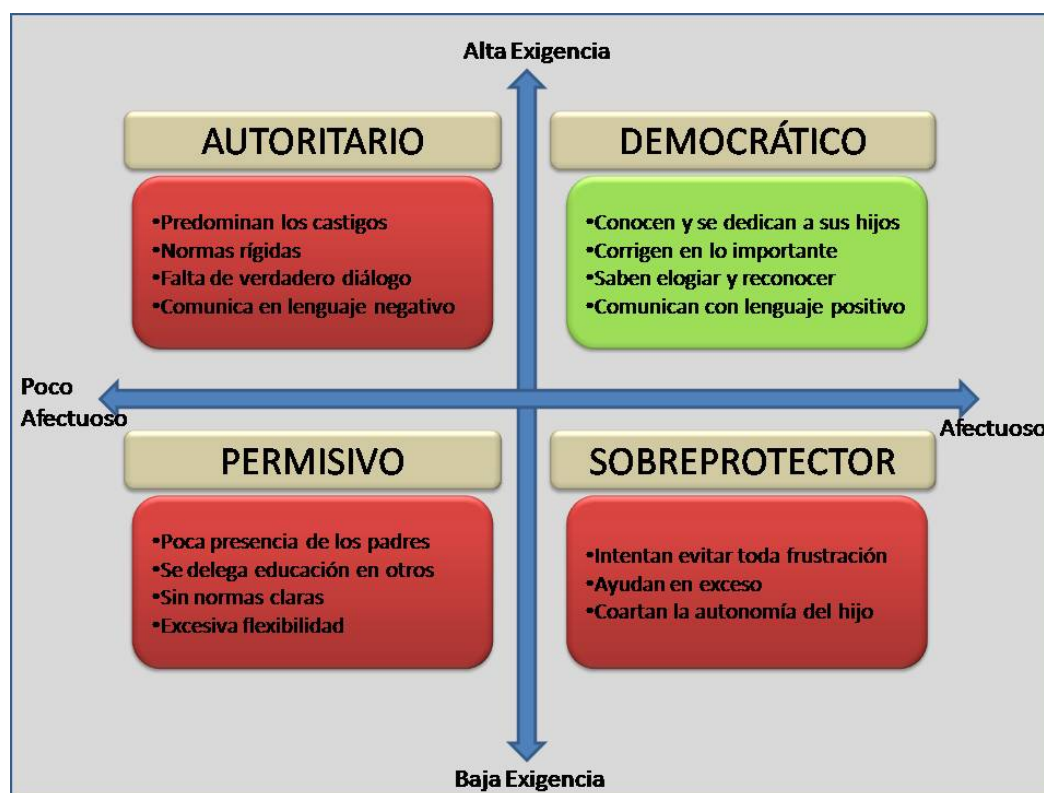 Alta Exigencia
AUTORITARIO
•Predominan los castigos
•Normas rígidas
•Falta de verdadero diálogo
•Comunica en lenguaje negativo
DEMOCRÁTICO
•Conocen y se dedican a sus hijos
•Corrigen en lo importante
•Saben elogiar y reconocer
•Comunican con lenguaje positivo
Poco
Afectuoso
Afectuoso
PERMISIVO
•Poca presencia de los padres
•Se delega educación en otros
•Sin normas claras
•Excesiva flexibilidad
SOBREPROTECTOR
•Intentan evitar toda frustración
•Ayudan en exceso
•Coartan la autonomía del hijo
Baja Exigencia